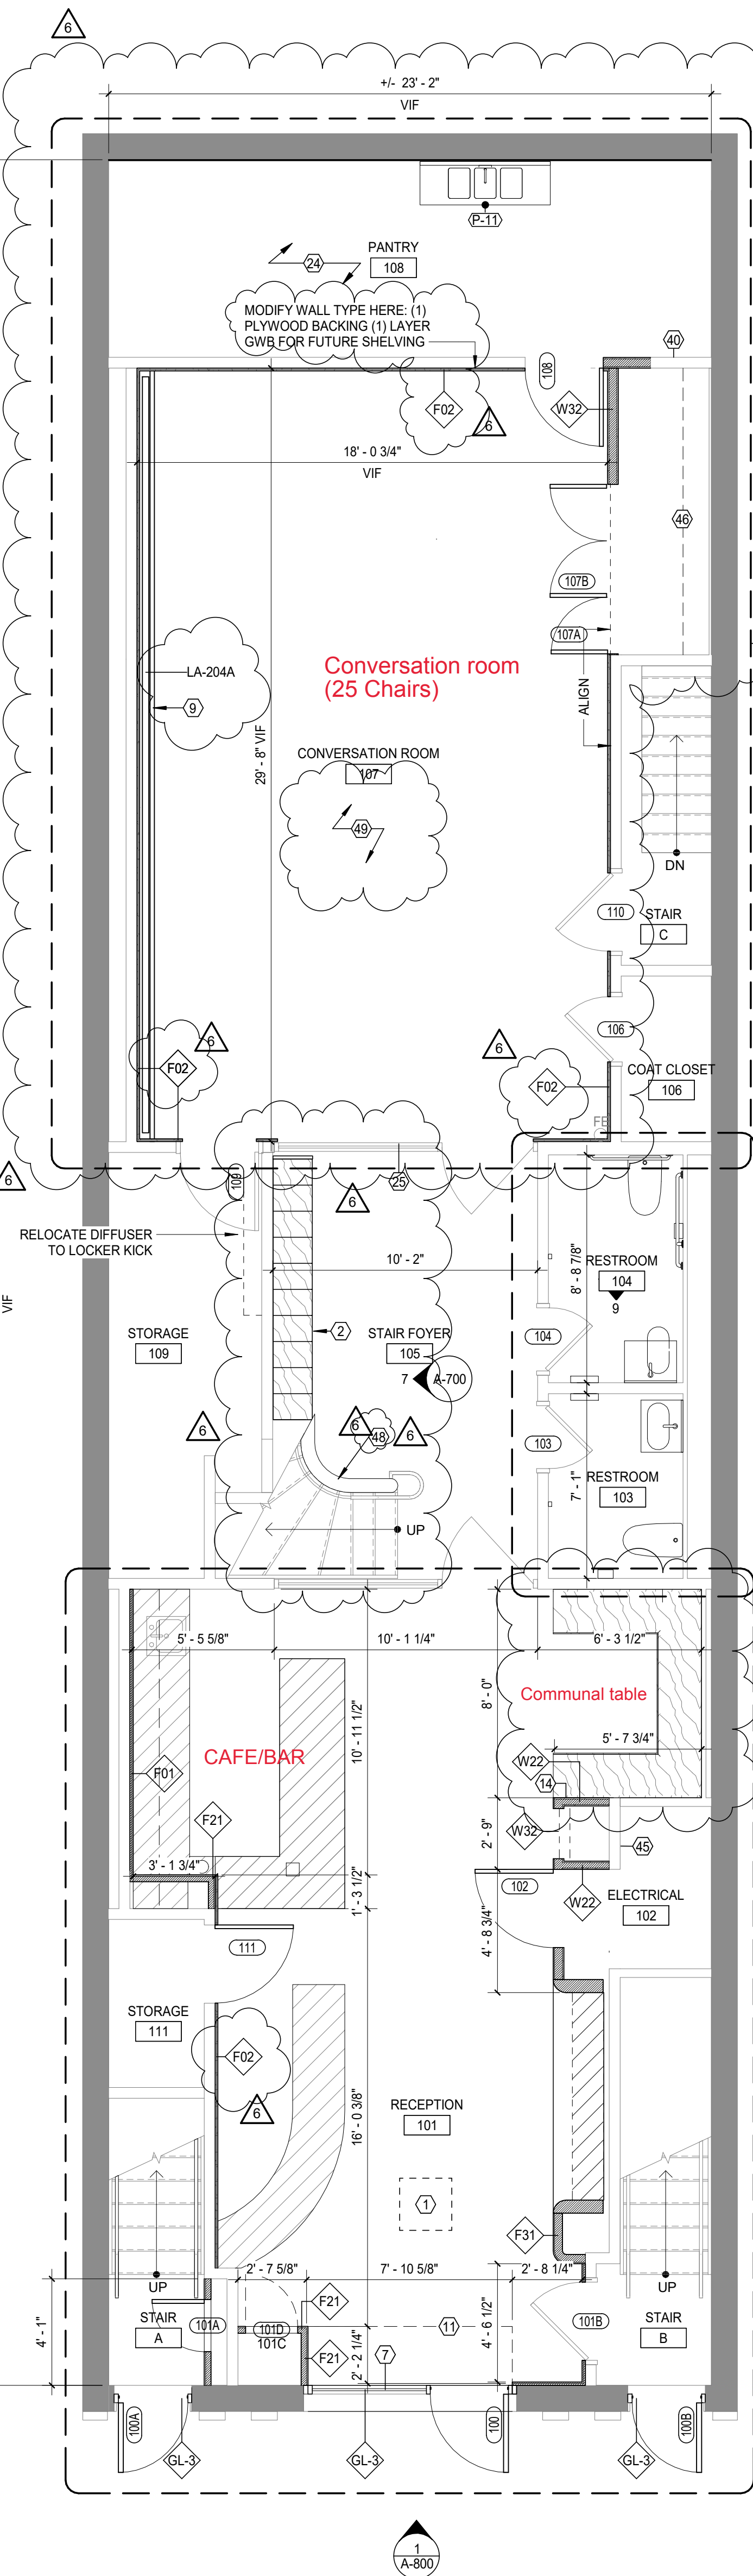 6
+/- 23' - 2"
VIF
P-11
PANTRY
108
24
MODIFY WALL TYPE HERE: (1)
PLYWOOD BACKING (1) LAYER
GWB FOR FUTURE SHELVING
40
108
F02
W32
6
18' - 0 3/4"
VIF
46
107B
107A
LA-204A
Conversation room
(25 Chairs)
9
ALIGN
29' - 8" VIF
CONVERSATION ROOM
107
49
DN
110
STAIR
C
6
6
106
F02
F02
COAT CLOSET
106
FE
6
109
25
6
RELOCATE DIFFUSER
TO LOCKER KICK
10' - 2"
8' - 8 7/8"
RESTROOM
104
9
VIF
STORAGE
109
2
STAIR FOYER
105
104
7
A-700
6
6
48
6
103
RESTROOM
103
7' - 1"
UP
5' - 5 5/8"
10' - 1 1/4"
6' - 3 1/2"
8' - 0"
Communal table
10' - 11 1/2"
5' - 7 3/4"
CAFE/BAR
F01
W22
14
F21
W32
2' - 9"
45
3' - 1 3/4"
1' - 3 1/2"
102
W22
ELECTRICAL
102
4' - 8 3/4"
111
STORAGE
111
F02
6
16' - 0 3/8"
RECEPTION
101
1
F31
UP
2' - 7 5/8"
7' - 10 5/8"
2' - 8 1/4"
UP
4' - 1"
STAIR
A
101A
101D
101C
F21
F21
11
2' - 2 1/4"
4' - 6 1/2"
101B
STAIR
B
7
100A
100
100B
GL-3
GL-3
GL-3
1
A-800